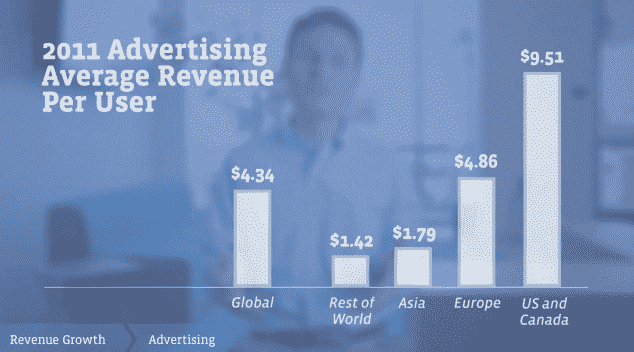 2011 Advertising
Average Revenue
Per User
$4.34
$1.42
$1.79
$4.86
$9.51
Global
Rest of
World
Asia
Europe
US and
Canada
Revenue Growth
Advertising